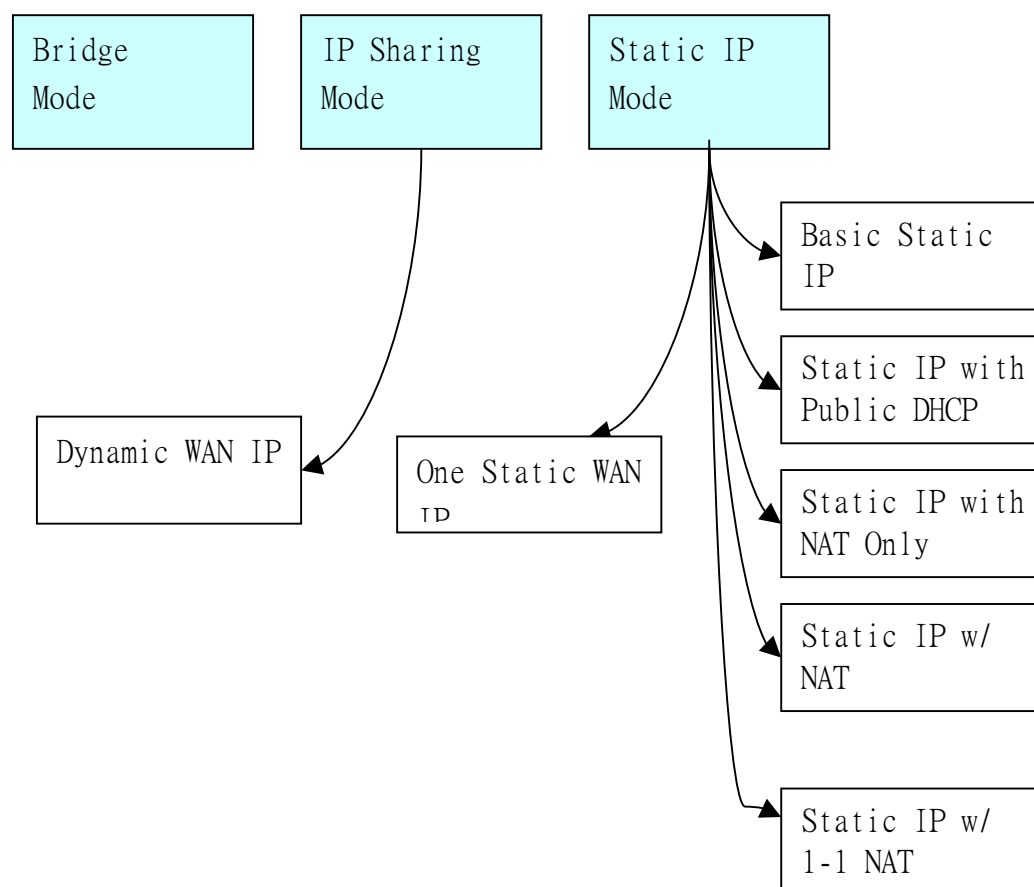 Bridge
Mode
IP Sharing
Mode
Static IP
Mode
Basic Static
IP
Static IP with
Public DHCP
Dynamic WAN IP
One Static WAN
IP
Static IP with
NAT Only
Static IP w/
NAT
Static IP w/
1-1 NAT